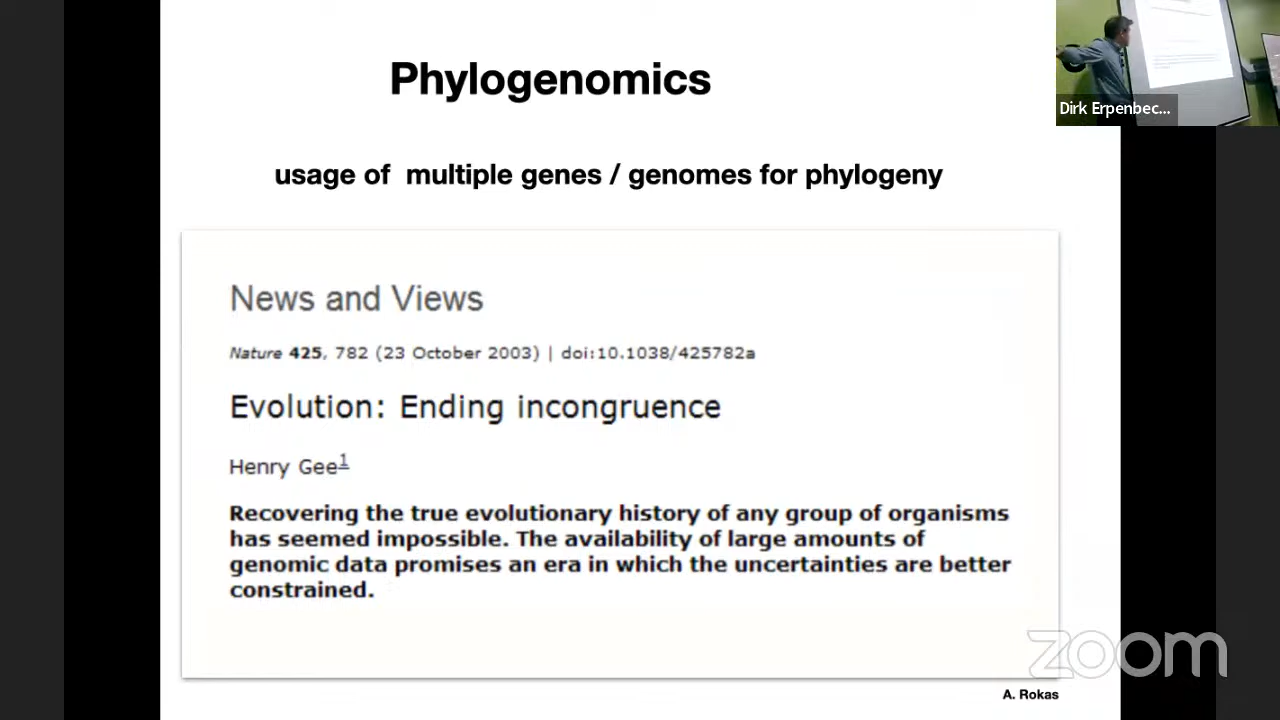 Phylogenomics
Dirk Erpenbec...
usage of multiple genes / genomes for phylogeny
News and Views
Nature 425, 782 (23 October 2003) | doi:10.1038/425782a
Evolution: Ending incongruence
Henry Gee1
Recovering the true evolutionary history of any group of organisms
has seemed impossible. The availability of large amounts of
genomic data promises an era in which the uncertainties are better
constrained.
zoom
A. Rokas